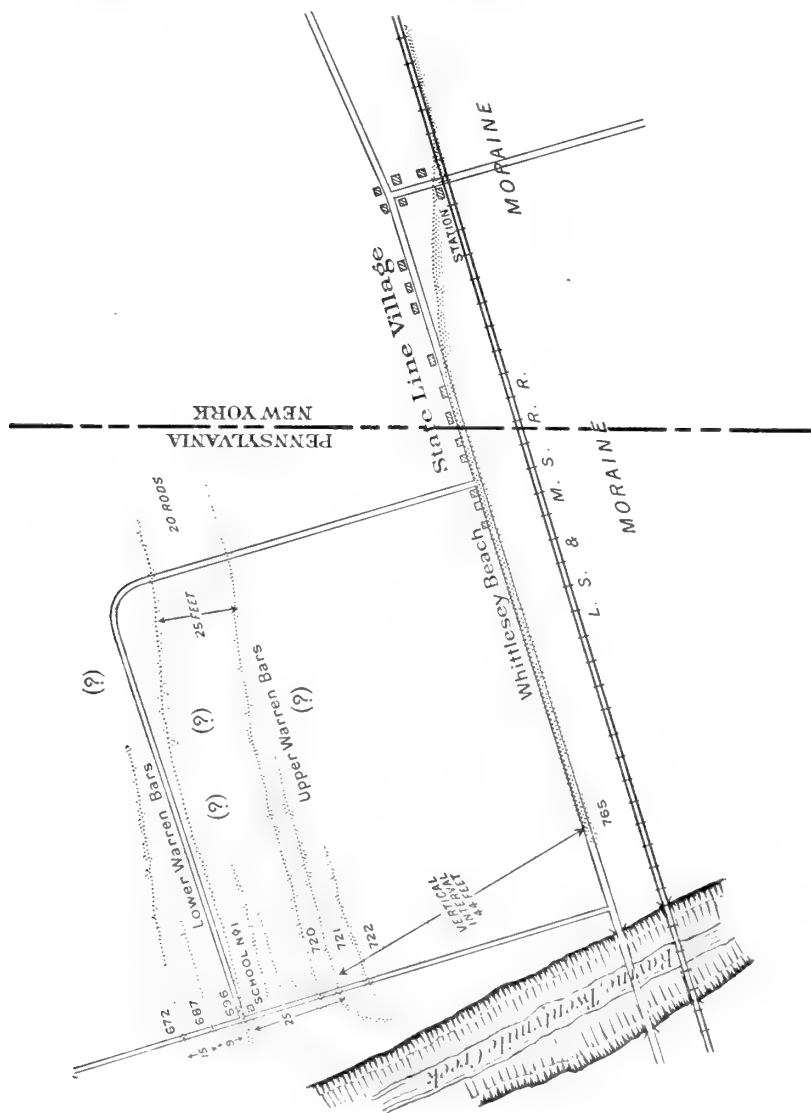 MORAINE
STATION
State Line Village
NEW YORK
PENNSYLVANIA
L. S. & M. S. R. R.
MORAINE
20 RODS
25 FEET
Whittlesey Beach
(?)
(?)
(?)
(?)
Upper Warren Bars
Lower Warren Bars
765
VERTICAL
INTERVAL
44 FEET
672
687
696
SCHOOL No 1
720
721
722
15
9
25
Ravine Twentymile Creek